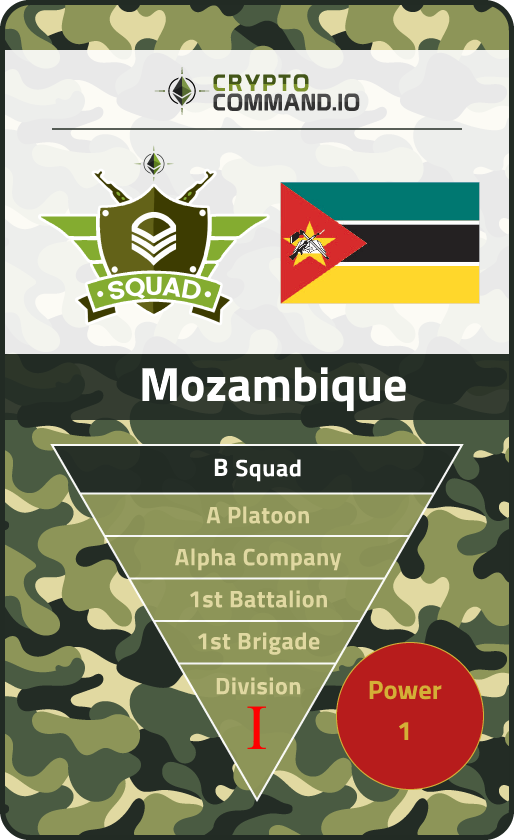 CRYPTO
COMMAND.IO
SQUAD
Mozambique
B Squad
A Platoon
Alpha Company
1st Battalion
1st Brigade
Division
I
Power
1